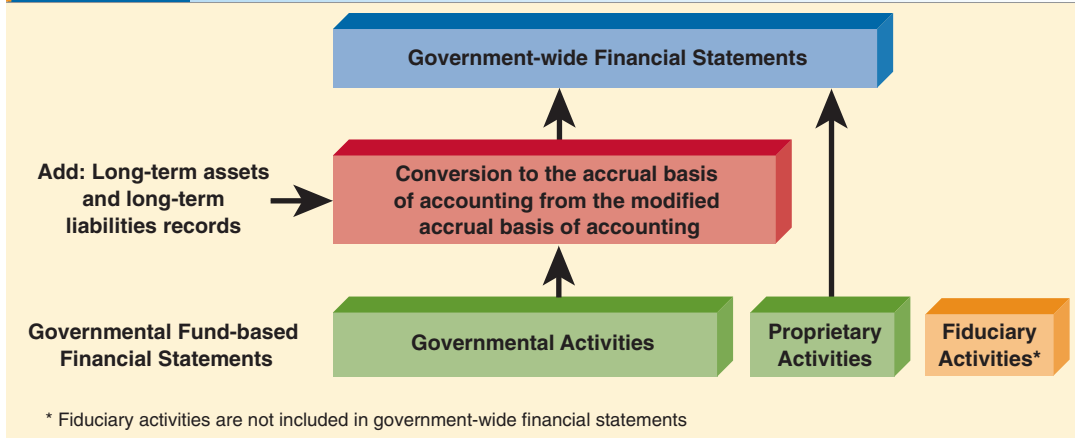 Government-wide Financial Statements
Add: Long-term assets
and long-term
liabilities records
Conversion to the accrual basis
of accounting from the modified
accrual basis of accounting
Governmental Fund-based
Financial Statements
Governmental Activities
Proprietary
Activities
Fiduciary
Activities*
* Fiduciary activities are not included in government-wide financial statements